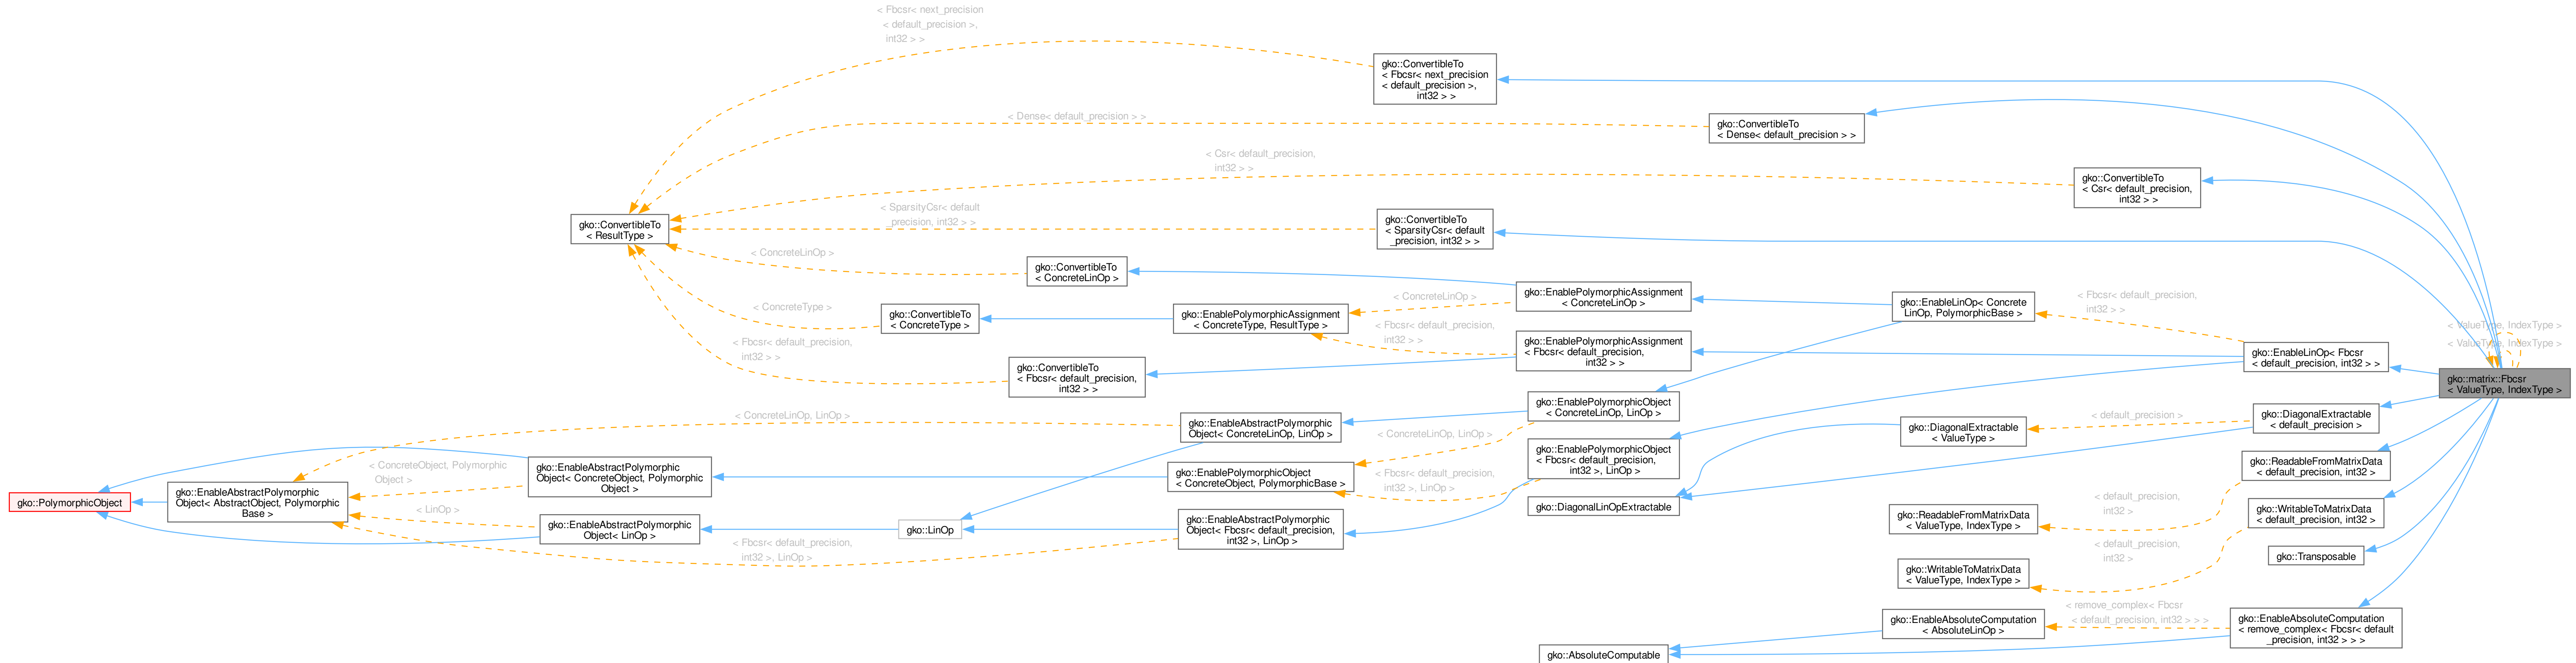 < Fbcsr< next_precision
< default_precision >,
int32 > >
gko::ConvertibleTo
< Fbcsr< next_precision
< default_precision >,
int32 > >
< Dense< default_precision > >
gko::ConvertibleTo
< Dense< default_precision > >
< Csr< default_precision,
int32 > >
gko::ConvertibleTo
< Csr< default_precision,
int32 > >
gko::ConvertibleTo
< ResultType >
< SparsityCsr< default
_precision, int32 > >
gko::ConvertibleTo
< SparsityCsr< default
_precision, int32 > >
< ConcreteLinOp >
gko::ConvertibleTo
< ConcreteLinOp >
< ConcreteType >
gko::ConvertibleTo
< ConcreteType >
gko::EnablePolymorphicAssignment
< ConcreteType, ResultType >
< ConcreteLinOp >
gko::EnablePolymorphicAssignment
< ConcreteLinOp >
gko::EnableLinOp< Concrete
LinOp, PolymorphicBase >
< Fbcsr< default_precision,
int32 > >
< Fbcsr< default_precision,
int32 > >
gko::ConvertibleTo
< Fbcsr< default_precision,
int32 > >
< Fbcsr< default_precision,
int32 > >
gko::EnablePolymorphicAssignment
< Fbcsr< default_precision,
int32 > >
gko::EnableLinOp< Fbcsr
< default_precision, int32 > >
< ValueType, IndexType >
< ValueType, IndexType >
gko::matrix::Fbcsr
< ValueType, IndexType >
< ConcreteLinOp, LinOp >
gko::EnableAbstractPolymorphic
Object< ConcreteLinOp, LinOp >
gko::EnablePolymorphicObject
< ConcreteLinOp, LinOp >
< ConcreteLinOp, LinOp >
gko::DiagonalExtractable
< ValueType >
< default_precision >
gko::DiagonalExtractable
< default_precision >
gko::PolymorphicObject
gko::EnableAbstractPolymorphic
Object< AbstractObject, Polymorphic
Base >
< ConcreteObject, Polymorphic
Object >
gko::EnableAbstractPolymorphic
Object< ConcreteObject, Polymorphic
Object >
gko::EnablePolymorphicObject
< ConcreteObject, PolymorphicBase >
< Fbcsr< default_precision,
int32 >, LinOp >
gko::EnablePolymorphicObject
< Fbcsr< default_precision,
int32 >, LinOp >
gko::DiagonalLinOpExtractable
< LinOp >
gko::EnableAbstractPolymorphic
Object< LinOp >
gko::LinOp
gko::EnableAbstractPolymorphic
Object< Fbcsr< default_precision,
int32 >, LinOp >
< Fbcsr< default_precision,
int32 >, LinOp >
gko::ReadableFromMatrixData
< ValueType, IndexType >
< default_precision,
int32 >
gko::ReadableFromMatrixData
< default_precision, int32 >
gko::WritableToMatrixData
< ValueType, IndexType >
< default_precision,
int32 >
gko::WritableToMatrixData
< default_precision, int32 >
gko::Transposable
gko::EnableAbsoluteComputation
< AbsoluteLinOp >
< remove_complex< Fbcsr
< default_precision, int32 > > >
gko::EnableAbsoluteComputation
< remove_complex< Fbcsr< default
_precision, int32 > > >
gko::AbsoluteComputable